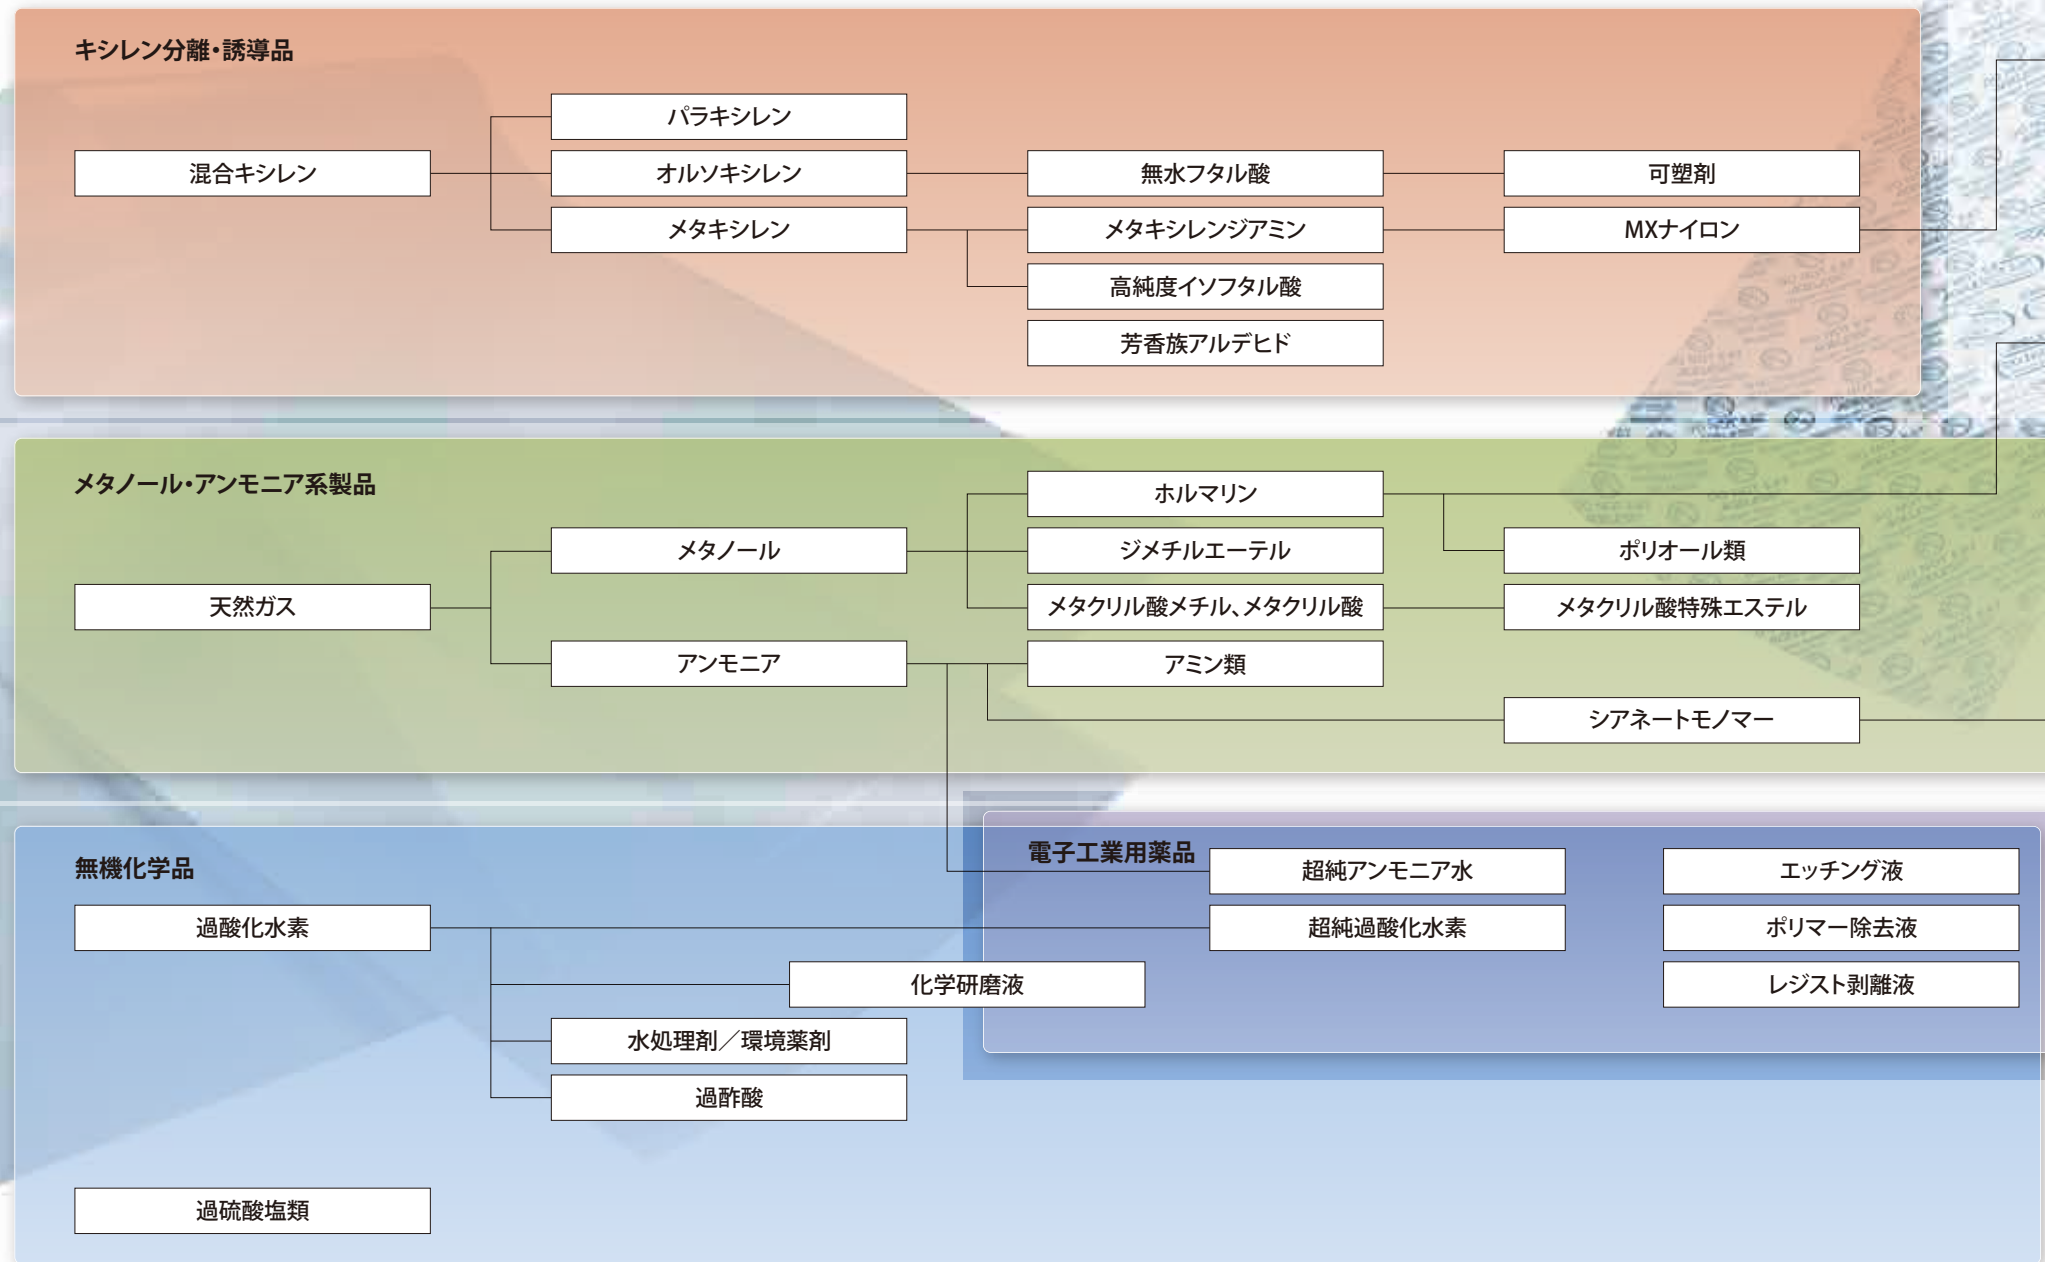 キシレン分離・誘導品
パラキシレン
混合キシレン
オルソキシレン
無水フタル酸
可塑剤
メタキシレン
メタキシレンジアミン
MXナイロン
高純度イソフタル酸
芳香族アルデヒド
メタノール・アンモニア系製品
ホルマリン
メタノール
ジメチルエーテル
ポリオール類
天然ガス
メタクリル酸メチル、メタクリル酸
メタクリル酸特殊エステル
アンモニア
アミン類
シアネートモノマー
無機化学品
電子工業用薬品
超純アンモニア水
エッチング液
過酸化水素
超純過酸化水素
ポリマー除去液
化学研磨液
レジスト剥離液
水処理剤／環境薬剤
過酢酸
過硫酸塩類